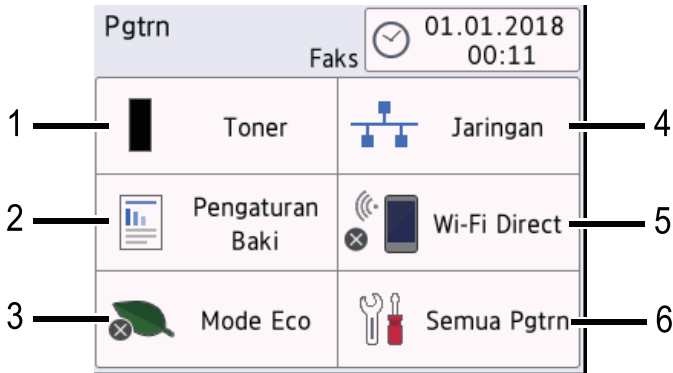 Pgtrn
Faks
01.01.2018
00:11
1
Toner
Jaringan
4
2
Pengaturan
Baki
Wi-Fi Direct
5
3
Mode Eco
Semua Pgtrn
6